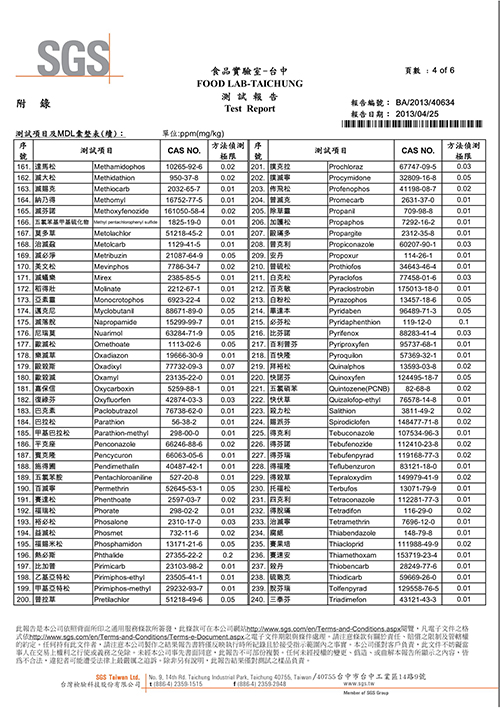 SGS
食品實驗室-台中
FOOD LAB-TAICHUNG
測 試 報 告
Test Report
頁數 : 4 of 6
附 錄
報告編號： BA/2013/40634
報告日期： 2013/04/25
測試項目及MDL彙整表(續)： 單位:ppm(mg/kg)
序號 測試項目 CAS NO. 方法偵測極限 序號 測試項目 CAS NO. 方法偵測極限
161. 達馬松 Methamidophos 10265-92-6 0.02 201. 撲克拉 Prochloraz 67747-09-5 0.03
162. 滅大松 Methidathion 950-37-8 0.02 202. 撲滅寧 Procymidone 32809-16-8 0.05
163. 滅賜克 Methiocarb 2032-65-7 0.01 203. 佈飛松 Profenophos 41198-08-7 0.02
164. 納乃得 Methomyl 16752-77-5 0.01 204. 普滅克 Promecarb 2631-37-0 0.01
165. 滅芬諾 Methoxyfenozide 161050-58-4 0.02 205. 除草靈 Propanil 709-98-8 0.01
166. 五氯苯基甲基硫化物 Methyl pentachlorophenyl sulfide 1825-19-0 0.01 206. 加護松 Propaphos 7292-16-2 0.01
167. 莫多草 Metolachlor 51218-45-2 0.01 207. 毆蟎多 Propargite 2312-35-8 0.01
168. 治滅蝨 Metolcarb 1129-41-5 0.01 208. 普克利 Propiconazole 60207-90-1 0.03
169. 滅必淨 Metribuzin 21087-64-9 0.05 209. 安丹 Propoxur 114-26-1 0.01
170. 美文松 Mevinphos 7786-34-7 0.02 210. 普硫松 Prothiofos 34643-46-4 0.01
171. 滅蟻樂 Mirex 2385-85-5 0.01 211. 白克松 Pyraclofos 77458-01-6 0.03
172. 稻得壯 Molinate 2212-67-1 0.01 212. 百克敏 Pyraclostrobin 175013-18-0 0.01
173. 亞素靈 Monocrotophos 6923-22-4 0.02 213. 白粉松 Pyrazophos 13457-18-6 0.05
174. 邁克尼 Myclobutanil 88671-89-0 0.05 214. 畢達本 Pyridaben 96489-71-3 0.05
175. 滅落脫 Napropamide 15299-99-7 0.01 215. 必芬松 Pyridaphenthion 119-12-0 0.1
176. 尼瑞莫 Nuarimol 63284-71-9 0.05 216. 比芬諾 Pyrifenox 88283-41-4 0.03
177. 歐滅松 Omethoate 1113-02-6 0.05 217. 百利普芬 Pyriproxyfen 95737-68-1 0.01
178. 樂滅草 Oxadiazon 19666-30-9 0.01 218. 百快隆 Pyroquilon 57369-32-1 0.01
179. 歐殺斯 Oxadixyl 77732-09-3 0.07 219. 拜裕松 Quinalphos 13593-03-8 0.02
180. 歐殺滅 Oxamyl 23135-22-0 0.01 220. 快諾芬 Quinoxyfen 124495-18-7 0.05
181. 嘉保信 Oxycarboxin 5259-88-1 0.01 221. 五氯硝苯 Quintozene(PCNB) 82-68-8 0.02
182. 復祿芬 Oxyfluorfen 42874-03-3 0.03 222. 快伏草 Quizalofop-ethyl 76578-14-8 0.01
183. 巴克素 Paclobutrazol 76738-62-0 0.01 223. 殺力松 Salithion 3811-49-2 0.02
184. 巴拉松 Parathion 56-38-2 0.01 224. 賜派芬 Spirodiclofen 148477-71-8 0.02
185. 甲基巴拉松 Parathion-methyl 298-00-0 0.01 225. 得克利 Tebuconazole 107534-96-3 0.01
186. 平克座 Penconazole 66246-88-6 0.02 226. 得芬諾 Tebufenozide 112410-23-8 0.02
187. 賓克隆 Pencycuron 66063-05-6 0.01 227. 得芬瑞 Tebufenpyrad 119168-77-3 0.02
188. 施得圃 Pendimethalin 40487-42-1 0.01 228. 得福隆 Teflubenzuron 83121-18-0 0.01
189. 五氯苯胺 Pentachloroaniline 527-20-8 0.01 229. 得殺草 Tepraloxydim 149979-41-9 0.02
190. 百滅寧 Permethrin 52645-53-1 0.05 230. 托福松 Terbufos 13071-79-9 0.01
191. 賽達松 Phenthoate 2597-03-7 0.02 231. 四克利 Tetraconazole 112281-77-3 0.01
192. 福瑞松 Phorate 298-02-2 0.01 232. 得脫蟎 Tetradifon 116-29-0 0.02
193. 裕必松 Phosalone 2310-17-0 0.03 233. 治滅寧 Tetramethrin 7696-12-0 0.01
194. 益滅松 Phosmet 732-11-6 0.02 234. 腐絕 Thiabendazole 148-79-8 0.01
195. 福賜米松 Phosphamidon 13171-21-6 0.05 235. 賽果培 Thiacloprid 111988-49-9 0.02
196. 熱必斯 Phthalide 27355-22-2 0.2 236. 賽速安 Thiamethoxam 153719-23-4 0.01
197. 比加普 Pirimicarb 23103-98-2 0.01 237. 殺丹 Thiobencarb 28249-77-6 0.01
198. 乙基亞特松 Pirimiphos-ethyl 23505-41-1 0.01 238. 硫敵克 Thiodicarb 59669-26-0 0.01
199. 甲基亞特松 Pirimiphos-methyl 29232-93-7 0.01 239. 脫芬瑞 Tolfenpyrad 129558-76-5 0.01
200. 普拉草 Pretilachlor 51218-49-6 0.05 240. 三泰芬 Triadimefon 43121-43-3 0.01
此報告是本公司依照背面所印之通用服務條款所簽發，此條款可在本公司網站http://www.sgs.com/en/Terms-and-Conditions.aspx閱覽，凡電子文件之格
式依http://www.sgs.com/en/Terms-and-Conditions/Terms-e-Document.aspx之電子文件期限與條件處理。請注意條款有關於責任、賠償之限制及管轄權
的約定。任何持有此文件者，請注意本公司製作之結果報告書將僅反映執行時所紀錄且於接受指示範圍內之事實。本公司僅對客戶負責，此文件不妨礙當
事人在交易上權利之行使或義務之免除。未經本公司事先書面同意，此報告不可部份複製。任何未經授權的變更、偽造、或曲解本報告所顯示之內容，皆
為不合法，違犯者可能遭受法律上最嚴厲之追訴。除非另有說明，此報告結果僅對測試之樣品負責。
SGS Taiwan Ltd. No. 9, 14th Rd. Taichung Industrial Park, Taichung 40755, Taiwan /40755台中市台中工業區14路9號
台灣檢驗科技股份有限公司 t (886-4) 2359-1515 f (886-4) 2359-2948 www.sgs.tw
Member of SGS Group